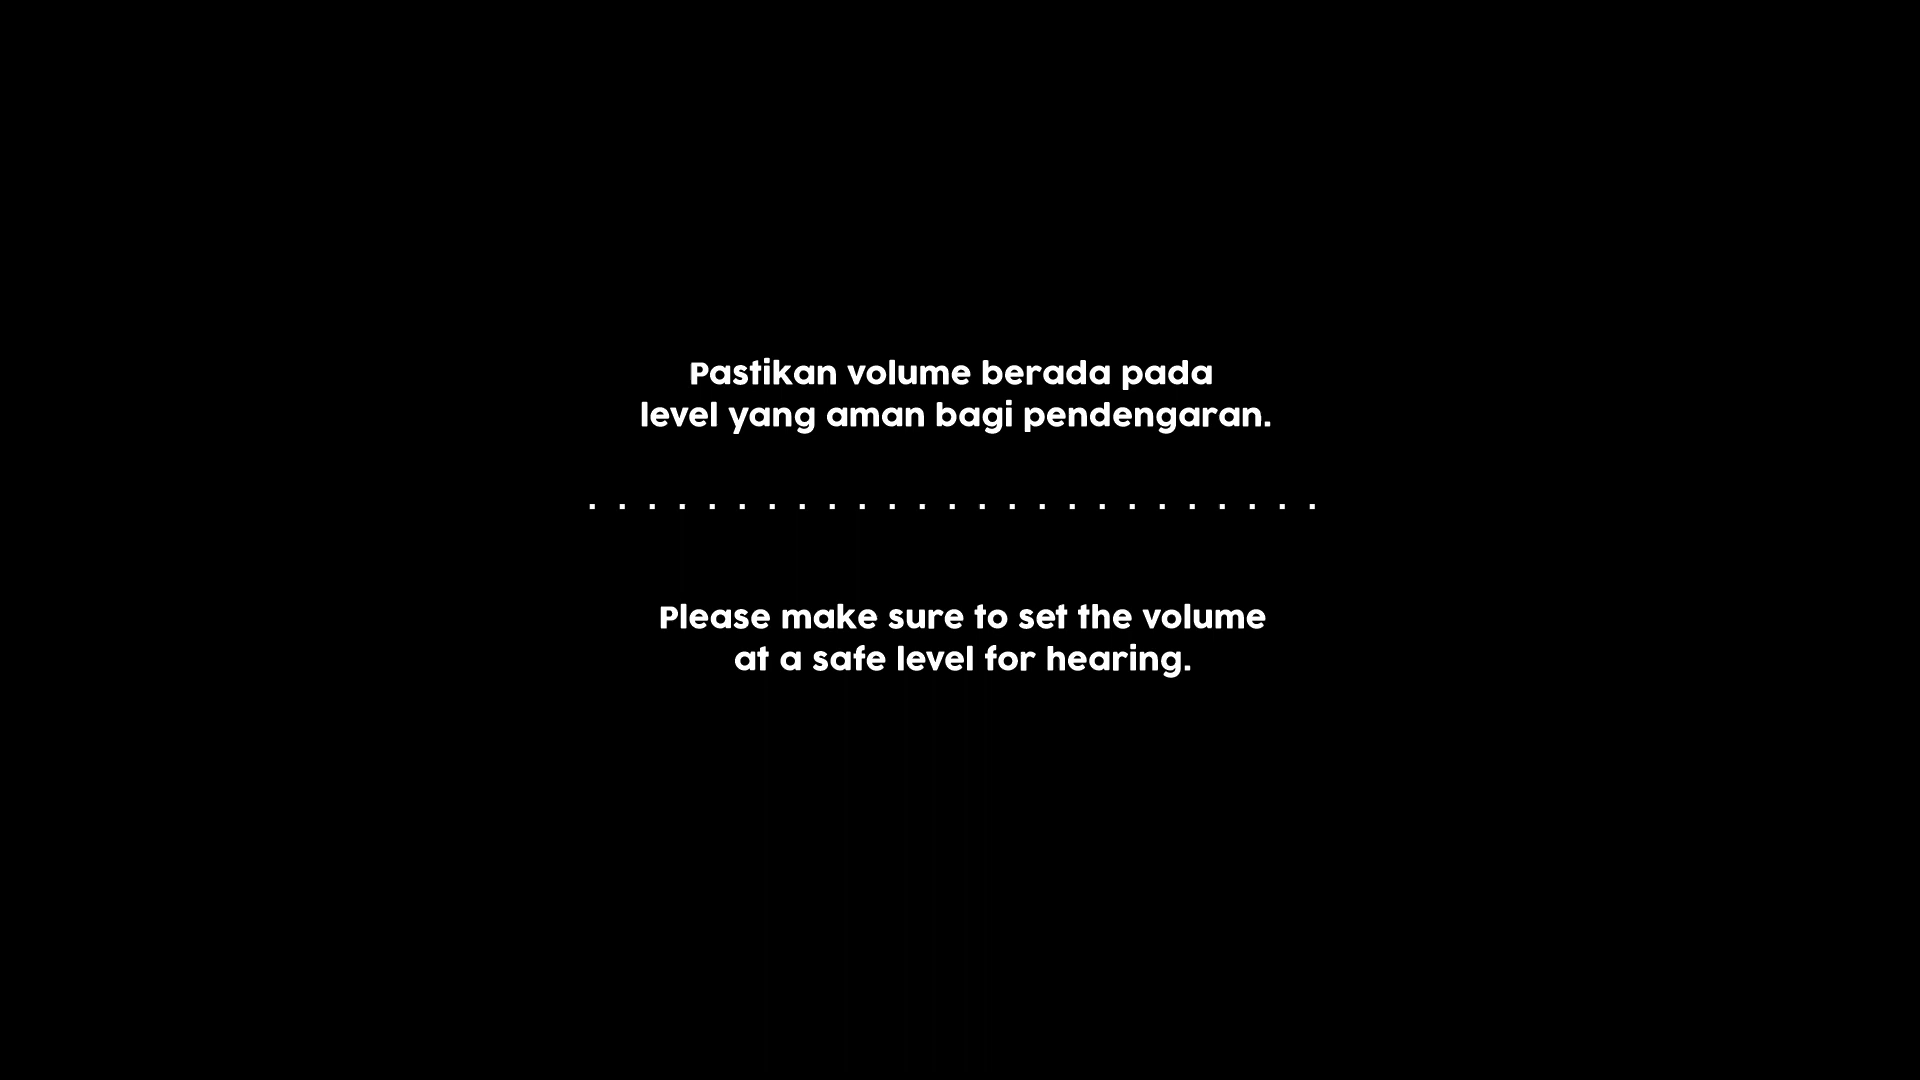 Pastikan volume berada pada
level yang aman bagi pendengaran.
. . . . . . . . . . . . . . . . . . . . . . . . .
Please make sure to set the volume
at a safe level for hearing.